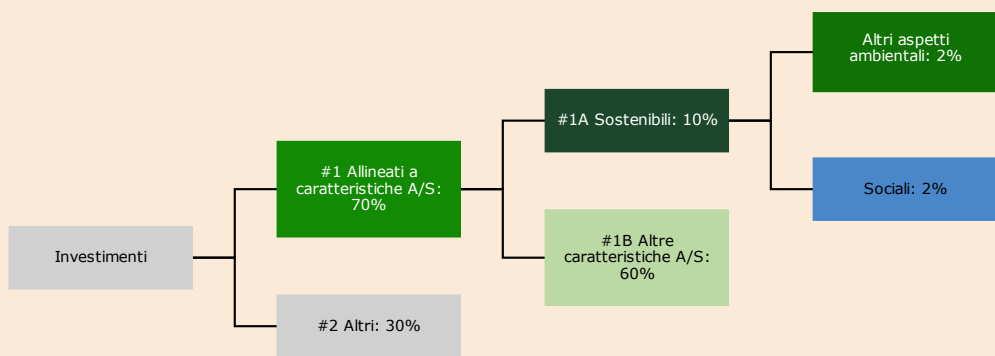 Investimenti
#1 Allineati a
caratteristiche A/S:
70%
#2 Altri: 30%
#1A Sostenibili: 10%
#1B Altre
caratteristiche A/S:
60%
Altri aspetti
ambientali: 2%
Sociali: 2%